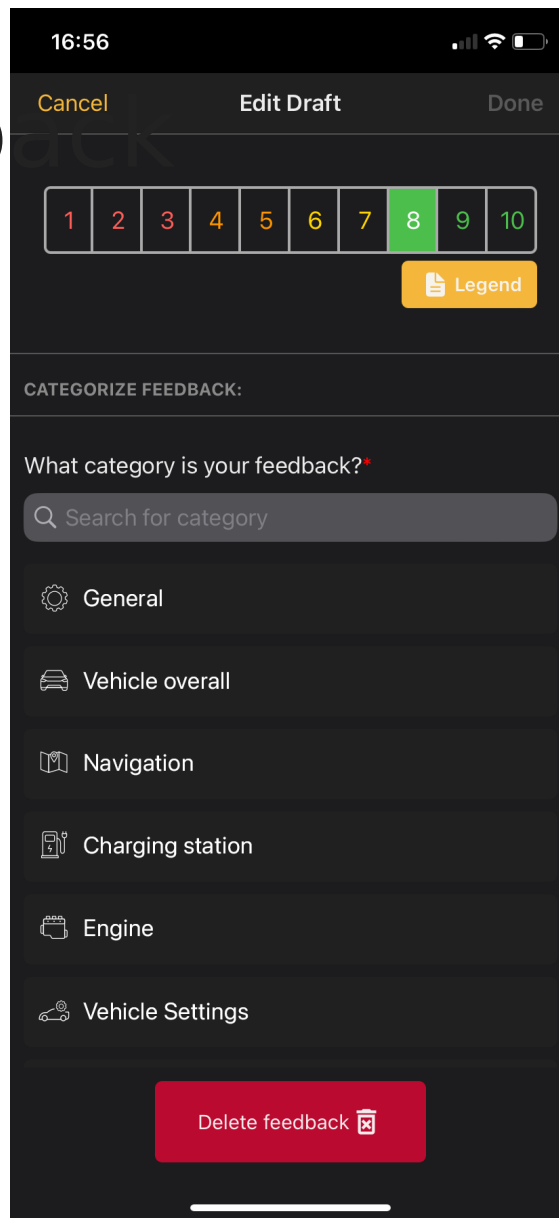 16:56
Cancel Edit Draft Done
back
1 2 3 4 5 6 7 8 9 10
Legend
CATEGORIZE FEEDBACK:
What category is your feedback?*
Search for category
General
Vehicle overall
Navigation
Charging station
Engine
Vehicle Settings
Delete feedback